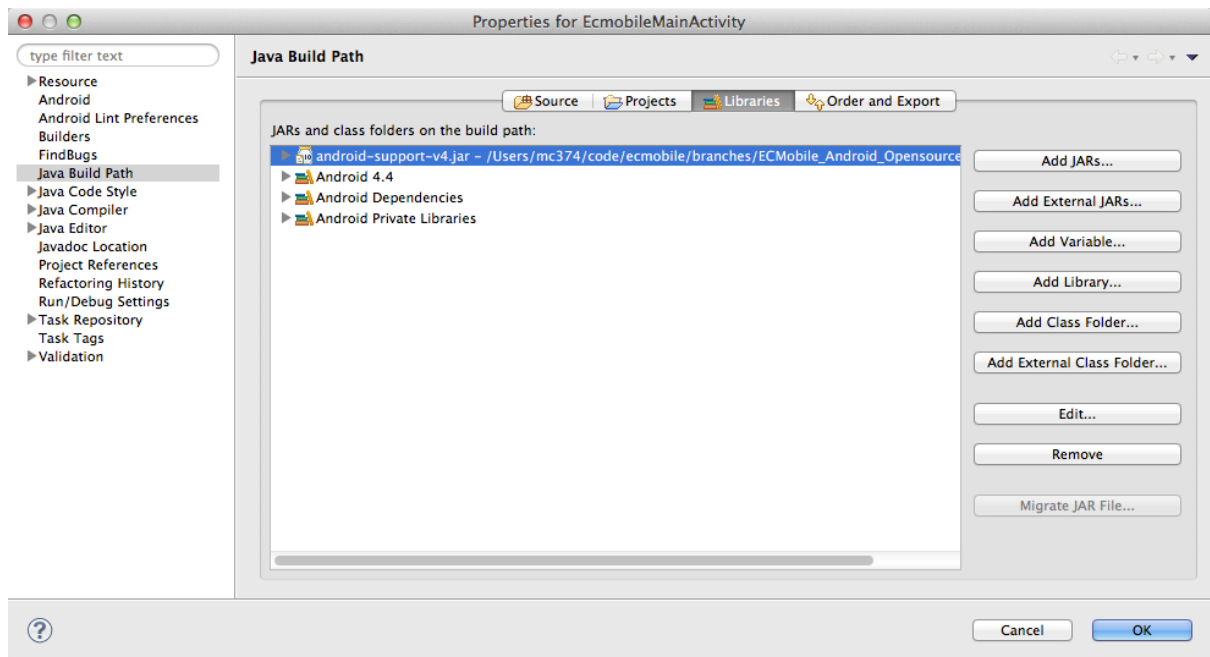 Properties for EcmobileMainActivity
type filter text
Resource
Android
Android Lint Preferences
Builders
FindBugs
Java Build Path
Java Code Style
Java Compiler
Java Editor
Javadoc Location
Project References
Refactoring History
Run/Debug Settings
Task Repository
Task Tags
Validation
Java Build Path
Source Projects Libraries Order and Export
JARs and class folders on the build path:
android-support-v4.jar – /Users/mc374/code/ecmobile/branches/ECMobile_Android_Opensource
Android 4.4
Android Dependencies
Android Private Libraries
Add JARs...
Add External JARs...
Add Variable...
Add Library...
Add Class Folder...
Add External Class Folder...
Edit...
Remove
Migrate JAR File...
?
Cancel OK